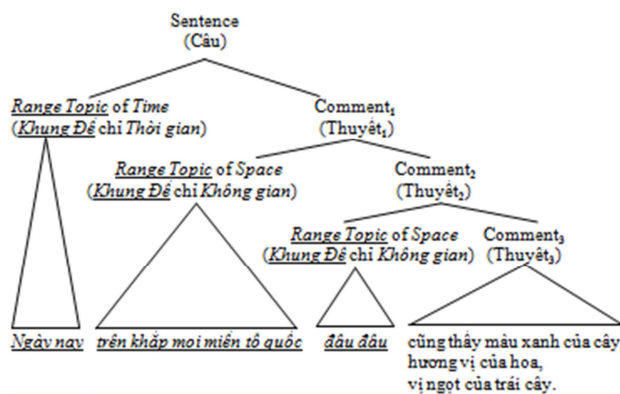 Sentence
(Câu)
Range Topic of Time
(Khung Đề chỉ Thời gian)
Comment₁
(Thuyết₁)
Range Topic of Space
(Khung Đề chỉ Không gian)
Comment₂
(Thuyết₂)
Range Topic of Space
(Khung Đề chỉ Không gian)
Comment₃
(Thuyết₃)
Ngày nay
trên khắp mọi miền tổ quốc
đâu đâu
cũng thấy màu xanh của cây
hương vị của hoa,
vị ngọt của trái cây.